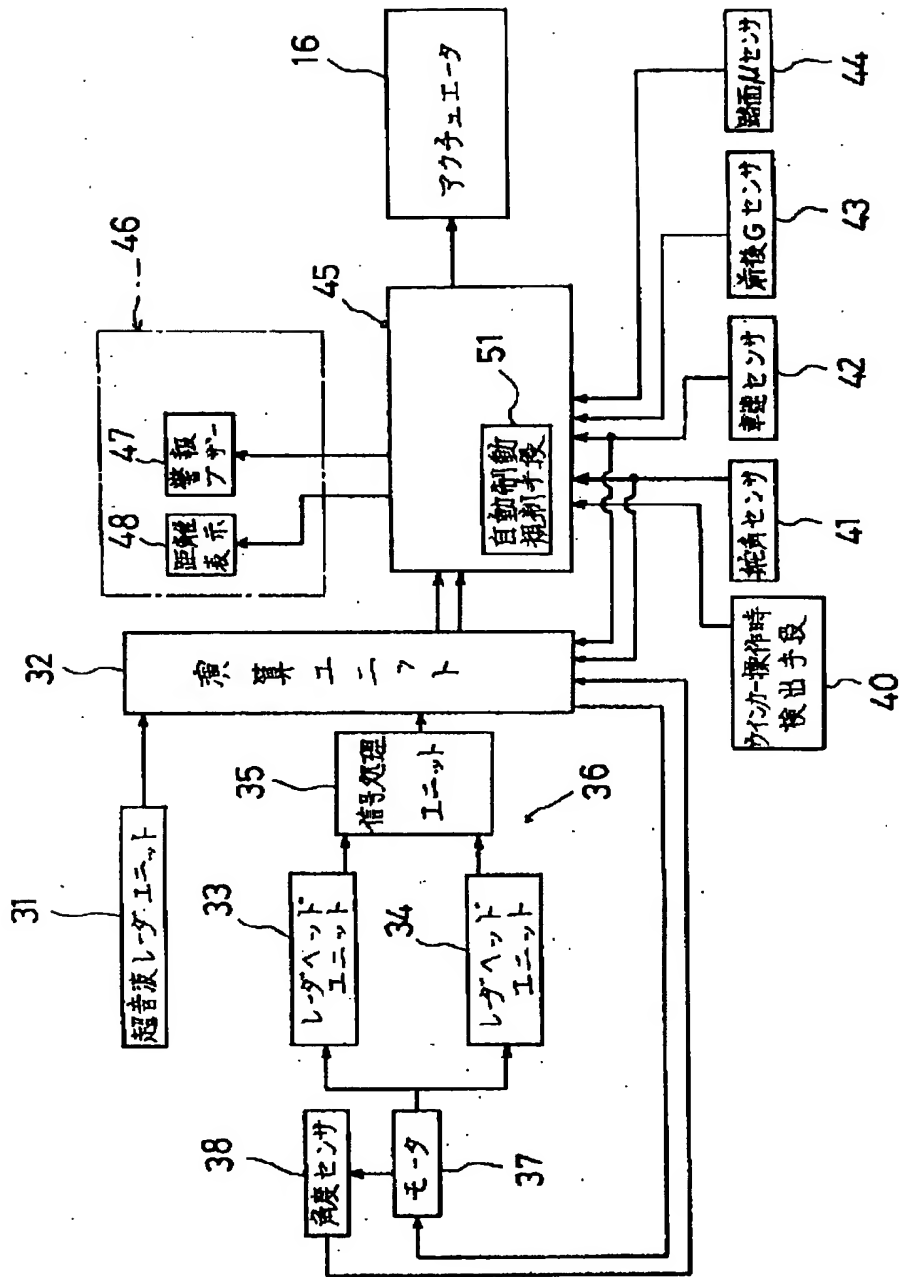 31
超音波レーダユニット
32
演算ユニット
33
レーダヘッド
ユニット
34
レーダヘッド
ユニット
35
信号処理
ユニット
36
37
モータ
38
角度センサ
46
47
警報
ブザー
48
距離
表示
45
51
自動制動
規制手段
16
アクチュエータ
ウインカー操作時
検出手段
40
舵角センサ
41
車速センサ
42
前後Gセンサ
43
路面μセンサ
44